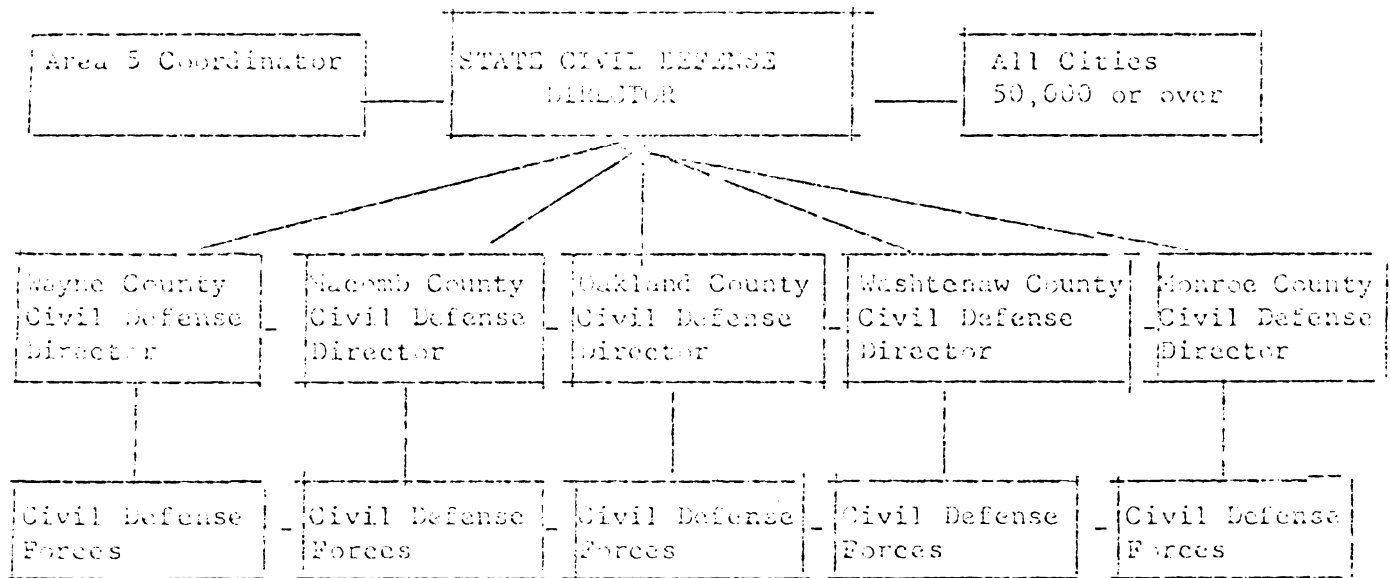 Area 5 Coordinator
STATE CIVIL DEFENSE
DIRECTOR
All Cities
50,000 or over
Wayne County
Civil Defense
Director
Macomb County
Civil Defense
Director
Oakland County
Civil Defense
Director
Washtenaw County
Civil Defense
Director
Monroe County
Civil Defense
Director
Civil Defense
Forces
Civil Defense
Forces
Civil Defense
Forces
Civil Defense
Forces
Civil Defense
Forces